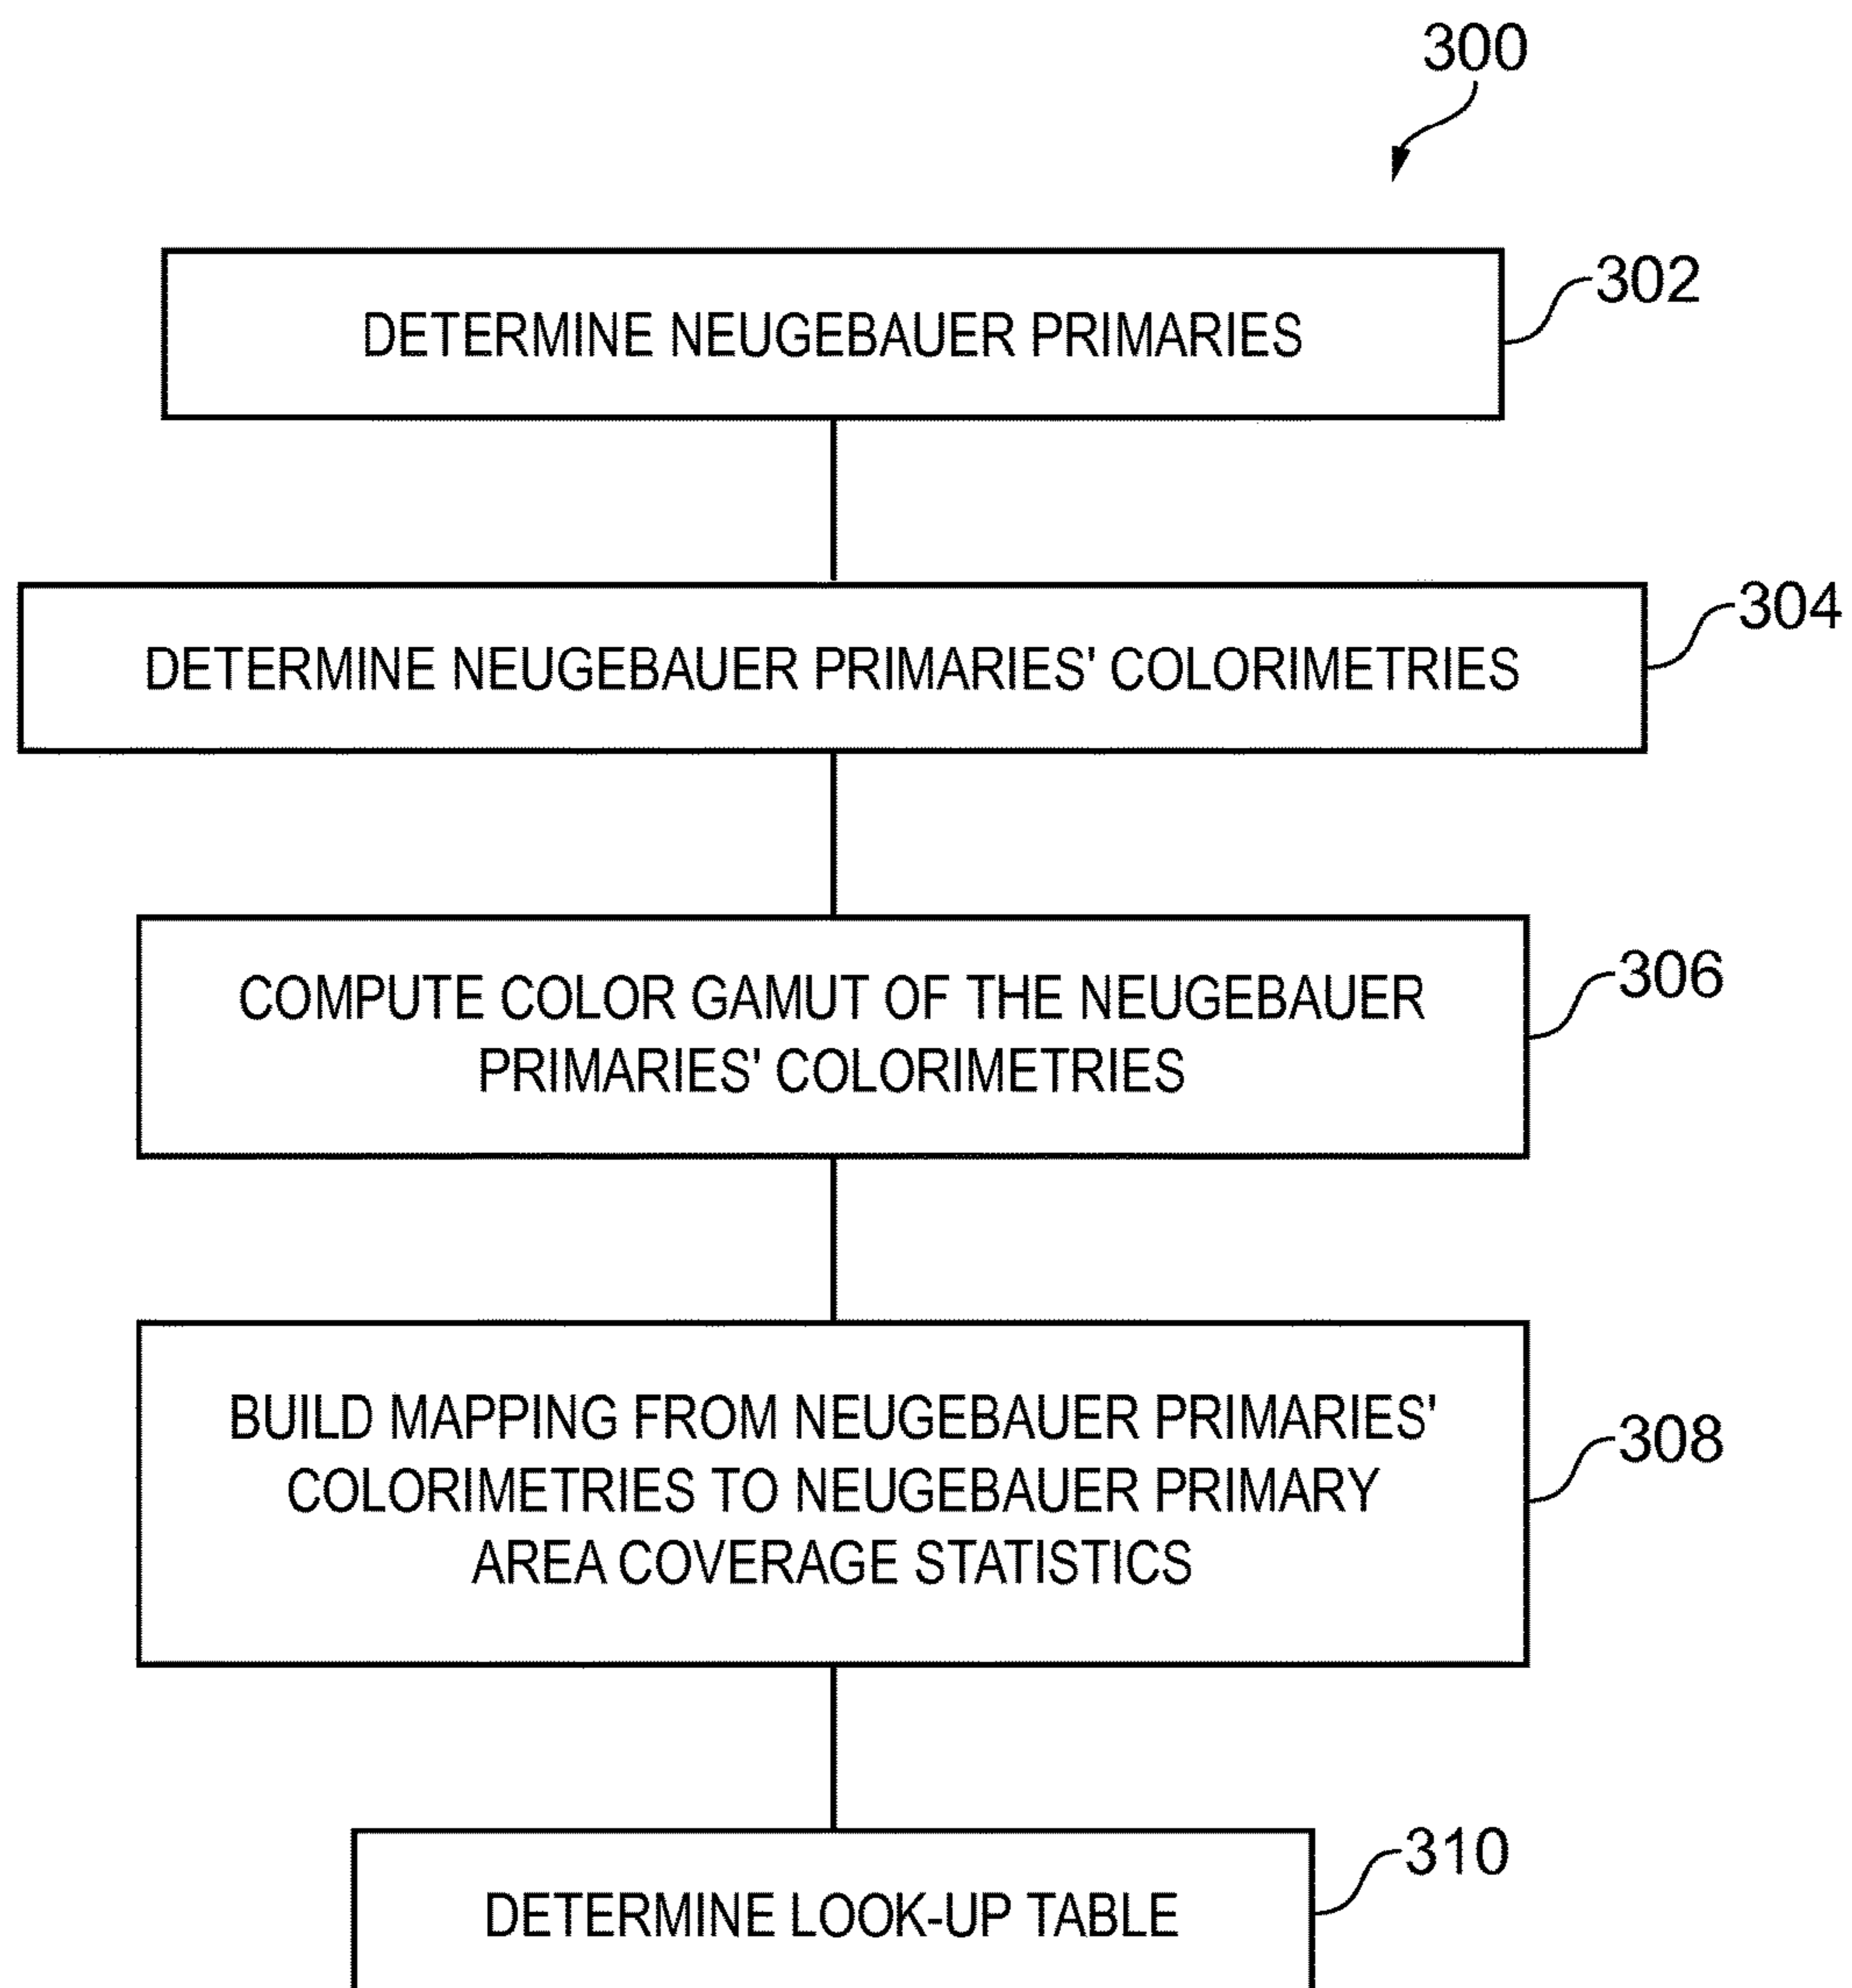 300
302
DETERMINE NEUGEBAUER PRIMARIES
304
DETERMINE NEUGEBAUER PRIMARIES' COLORIMETRIES
306
COMPUTE COLOR GAMUT OF THE NEUGEBAUER
PRIMARIES' COLORIMETRIES
308
BUILD MAPPING FROM NEUGEBAUER PRIMARIES'
COLORIMETRIES TO NEUGEBAUER PRIMARY
AREA COVERAGE STATISTICS
310
DETERMINE LOOK-UP TABLE